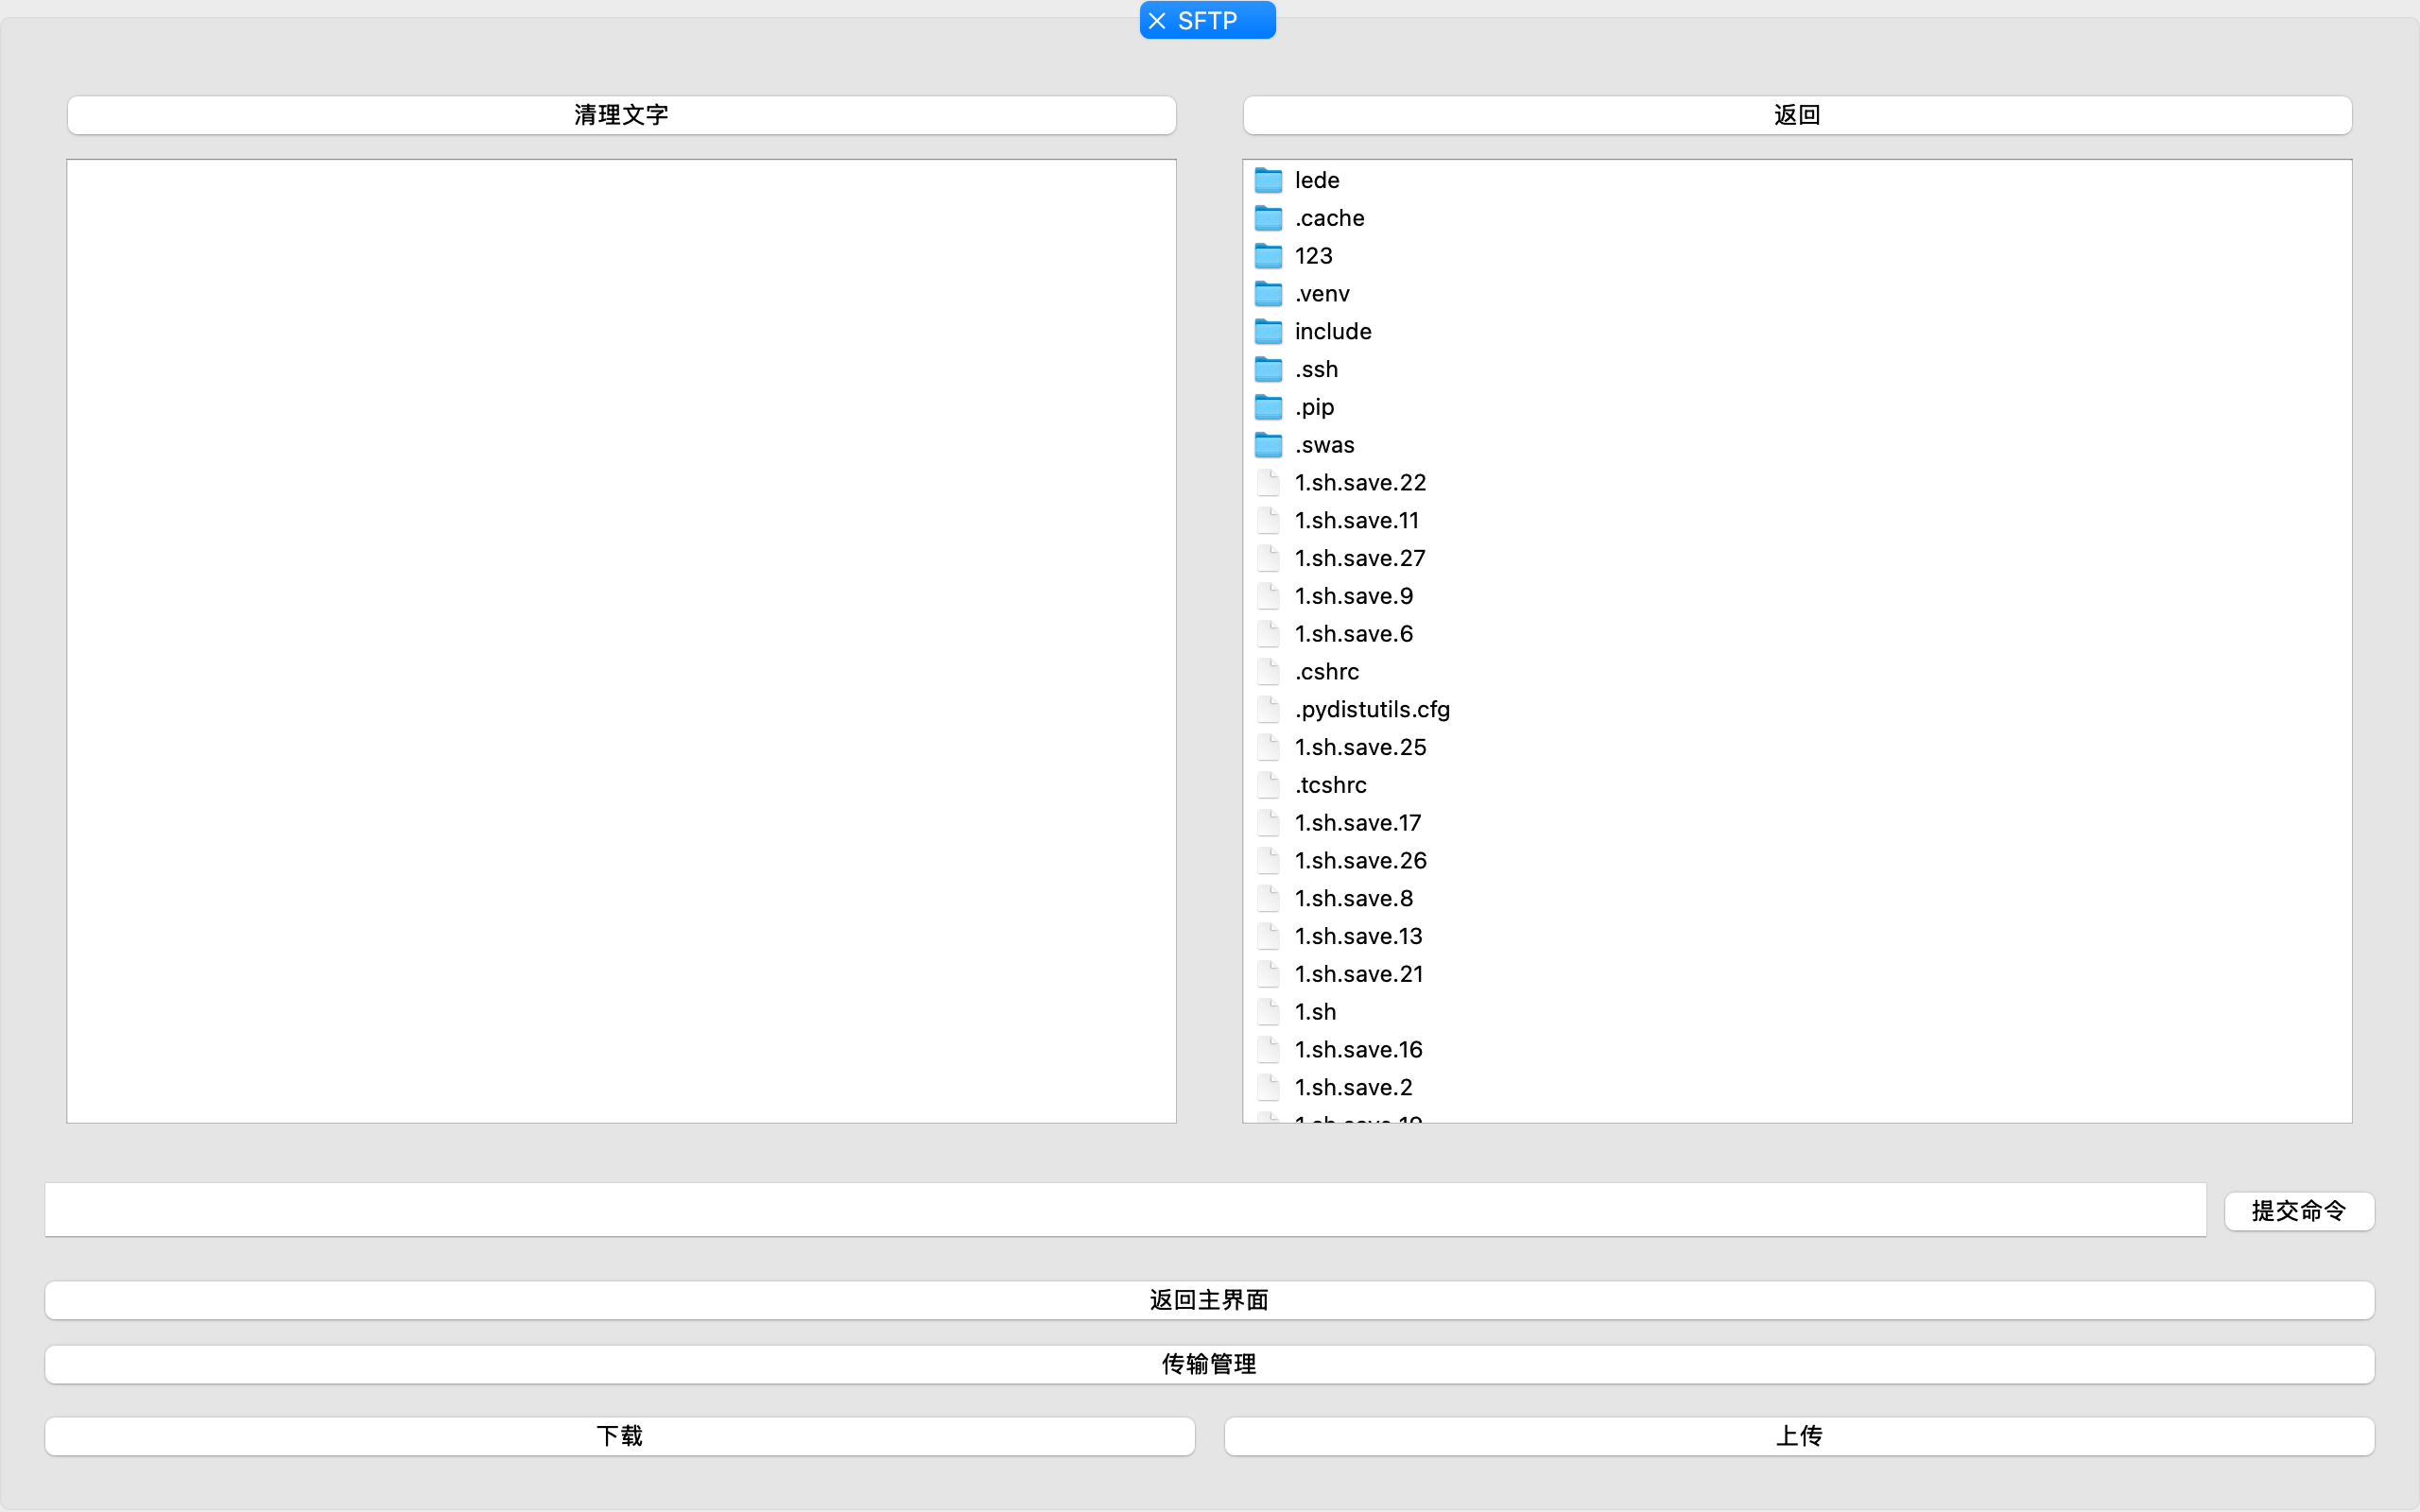 SFTP
清理文字
返回
lede
.cache
123
.venv
include
.ssh
.pip
.swas
1.sh.save.22
1.sh.save.11
1.sh.save.27
1.sh.save.9
1.sh.save.6
.cshrc
.pydistutils.cfg
1.sh.save.25
.tcshrc
1.sh.save.17
1.sh.save.26
1.sh.save.8
1.sh.save.13
1.sh.save.21
1.sh
1.sh.save.16
1.sh.save.2
提交命令
返回主界面
传输管理
下载
上传